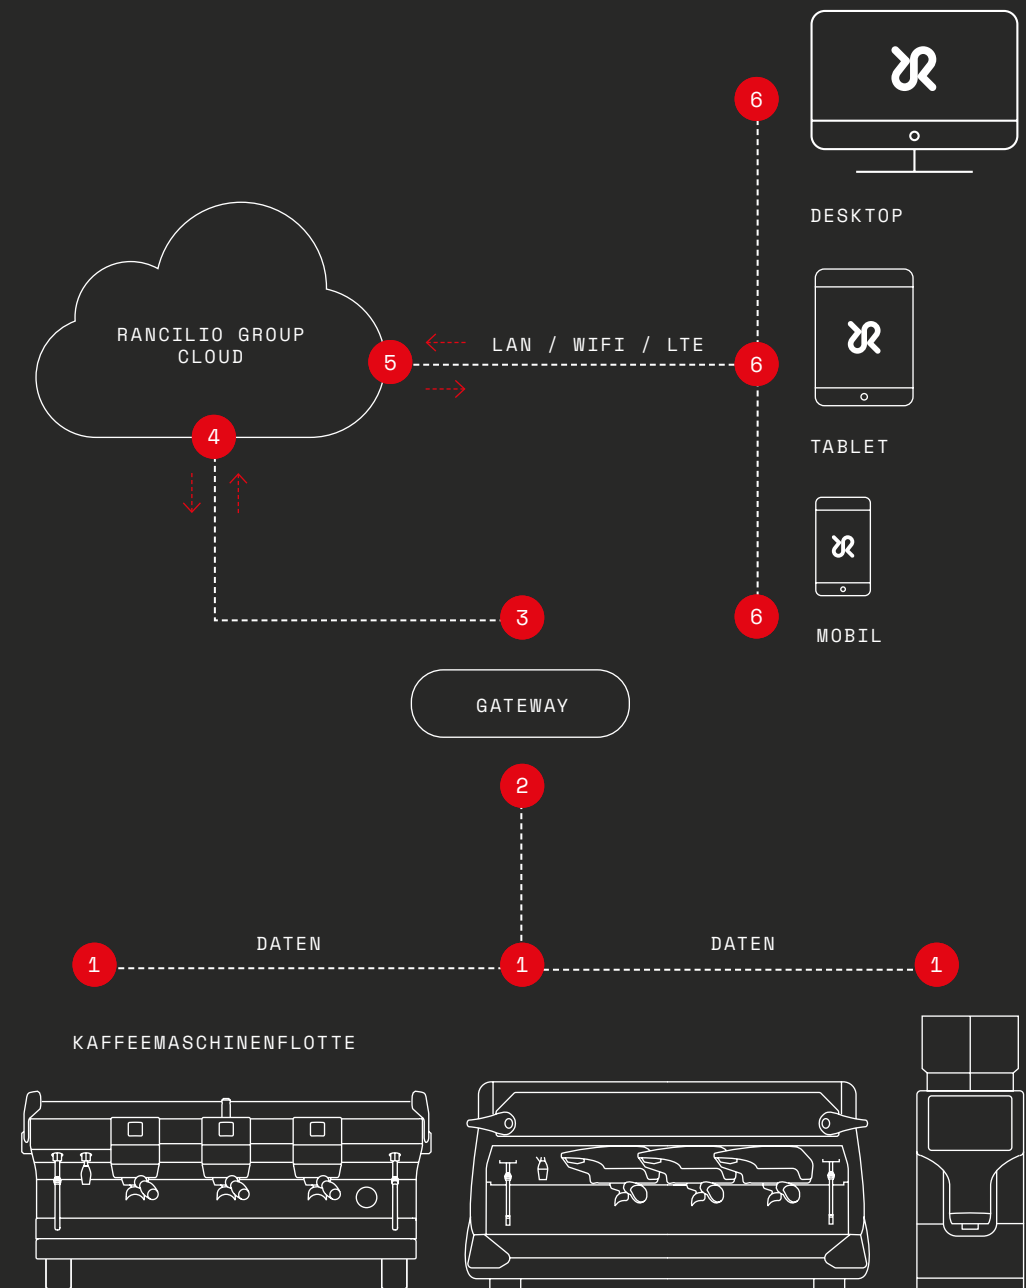 6
DESKTOP
RANCILIO GROUP
CLOUD
5
LAN / WIFI / LTE
6
4
TABLET
3
6
MOBIL
GATEWAY
2
DATEN
DATEN
1
1
1
KAFFEEMASCHINENFLOTTE